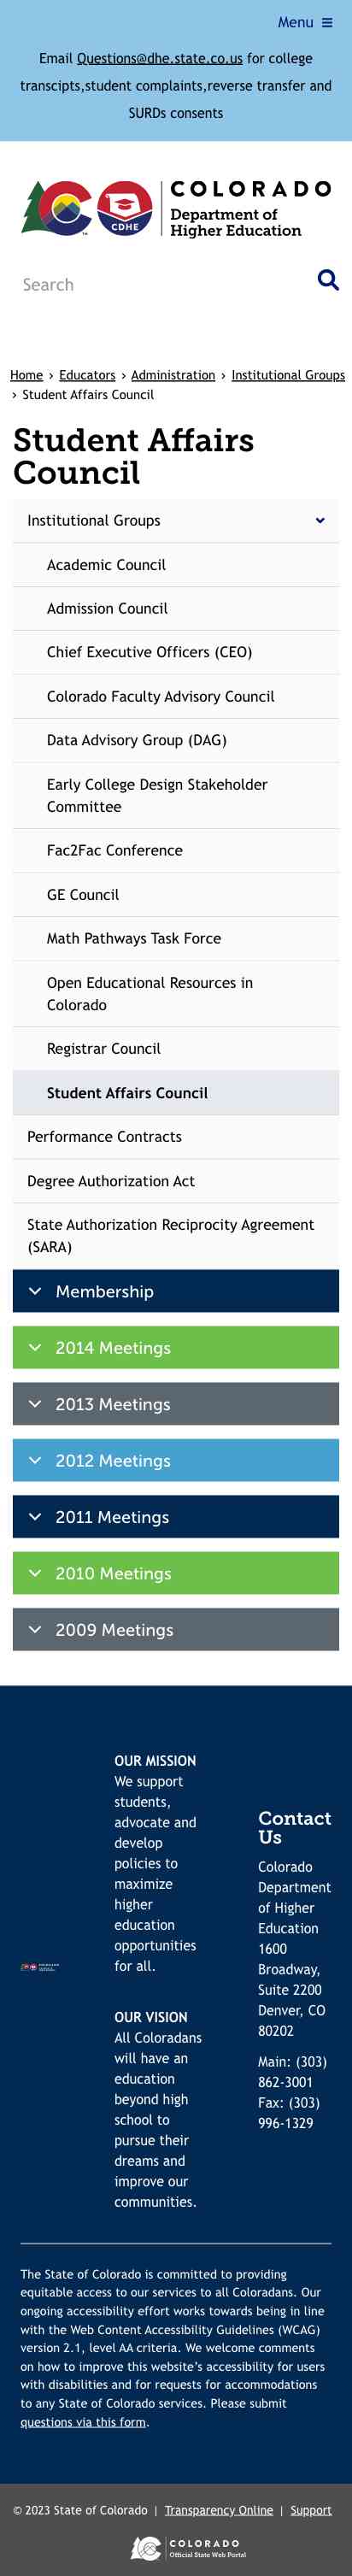 Menu ≡
Email Questions@dhe.state.co.us for college
transcipts,student complaints,reverse transfer and
SURDs consents
COLORADO
Department of
Higher Education
CDHE
Search
Home › Educators › Administration › Institutional Groups
› Student Affairs Council
Student Affairs
Council
Institutional Groups
Academic Council
Admission Council
Chief Executive Officers (CEO)
Colorado Faculty Advisory Council
Data Advisory Group (DAG)
Early College Design Stakeholder
Committee
Fac2Fac Conference
GE Council
Math Pathways Task Force
Open Educational Resources in
Colorado
Registrar Council
Student Affairs Council
Performance Contracts
Degree Authorization Act
State Authorization Reciprocity Agreement
(SARA)
Membership
2014 Meetings
2013 Meetings
2012 Meetings
2011 Meetings
2010 Meetings
2009 Meetings
OUR MISSION
We support
students,
advocate and
develop
policies to
maximize
higher
education
opportunities
for all.
OUR VISION
All Coloradans
will have an
education
beyond high
school to
pursue their
dreams and
improve our
communities.
Contact
Us
Colorado
Department
of Higher
Education
1600
Broadway,
Suite 2200
Denver, CO
80202
Main: (303)
862-3001
Fax: (303)
996-1329
The State of Colorado is committed to providing
equitable access to our services to all Coloradans. Our
ongoing accessibility effort works towards being in line
with the Web Content Accessibility Guidelines (WCAG)
version 2.1, level AA criteria. We welcome comments
on how to improve this website's accessibility for users
with disabilities and for requests for accommodations
to any State of Colorado services. Please submit
questions via this form.
© 2023 State of Colorado | Transparency Online | Support
COLORADO
Official State Web Portal